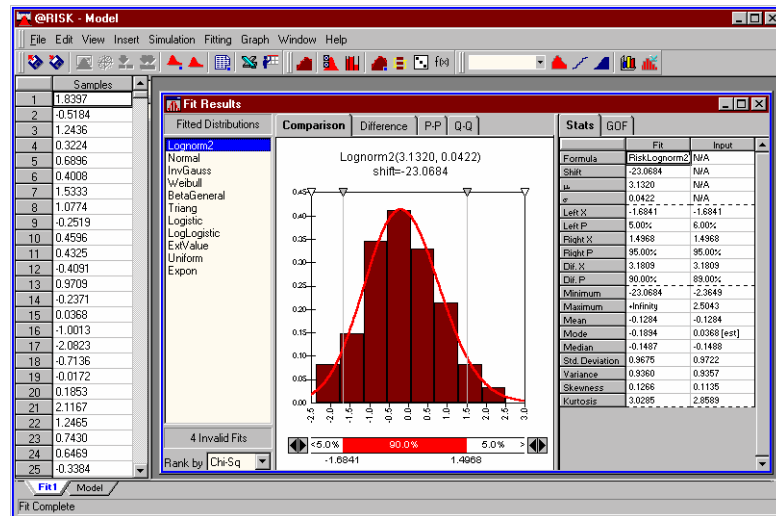 @RISK - Model
File Edit View Insert Simulation Fitting Graph Window Help
f(x)
Samples
1 1.8397
2 -0.5184
3 1.2436
4 0.3224
5 0.6896
6 0.4008
7 1.5333
8 1.0774
9 -0.2519
10 0.4596
11 0.4325
12 -0.4091
13 0.9709
14 -0.2371
15 0.0368
16 -1.0013
17 -2.0823
18 -0.7136
19 -0.0172
20 0.1853
21 2.1167
22 1.2465
23 0.7430
24 0.6469
25 -0.3384
Fit Results
Fitted Distributions
Lognorm2
Normal
InvGauss
Weibull
BetaGeneral
Triang
Logistic
LogLogistic
ExtValue
Uniform
Expon
4 Invalid Fits
Rank by Chi-Sq
Comparison Difference P-P Q-Q
Lognorm2(3.1320, 0.0422)
shift=-23.0684
0.45
0.40
0.35
0.30
0.25
0.20
0.15
0.10
0.05
0.00
-2.5 -2.0 -1.5 -1.0 -0.5 0.0 0.5 1.0 1.5 2.0 2.5 3.0
<5.0% 90.0% 5.0% >
-1.6841 1.4968
Stats GOF
Fit Input
Formula RiskLognorm2 N/A
Shift -23.0684 N/A
μ 3.1320 N/A
σ 0.0422 N/A
Left X -1.6841 -1.6841
Left P 5.00% 6.00%
Right X 1.4968 1.4968
Right P 95.00% 95.00%
Dif. X 3.1809 3.1809
Dif. P 90.00% 89.00%
Minimum -23.0684 -2.3649
Maximum +Infinity 2.5043
Mean -0.1284 -0.1284
Mode -0.1894 0.0368 [est]
Median -0.1487 -0.1488
Std. Deviation 0.9675 0.9722
Variance 0.9360 0.9357
Skewness 0.1266 0.1135
Kurtosis 3.0285 2.8589
Fit1 Model
Fit Complete